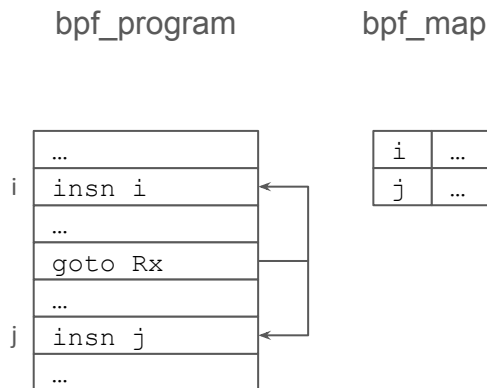 bpf_program bpf_map
…
i insn i
…
goto Rx
…
j insn j
…
i …
j …